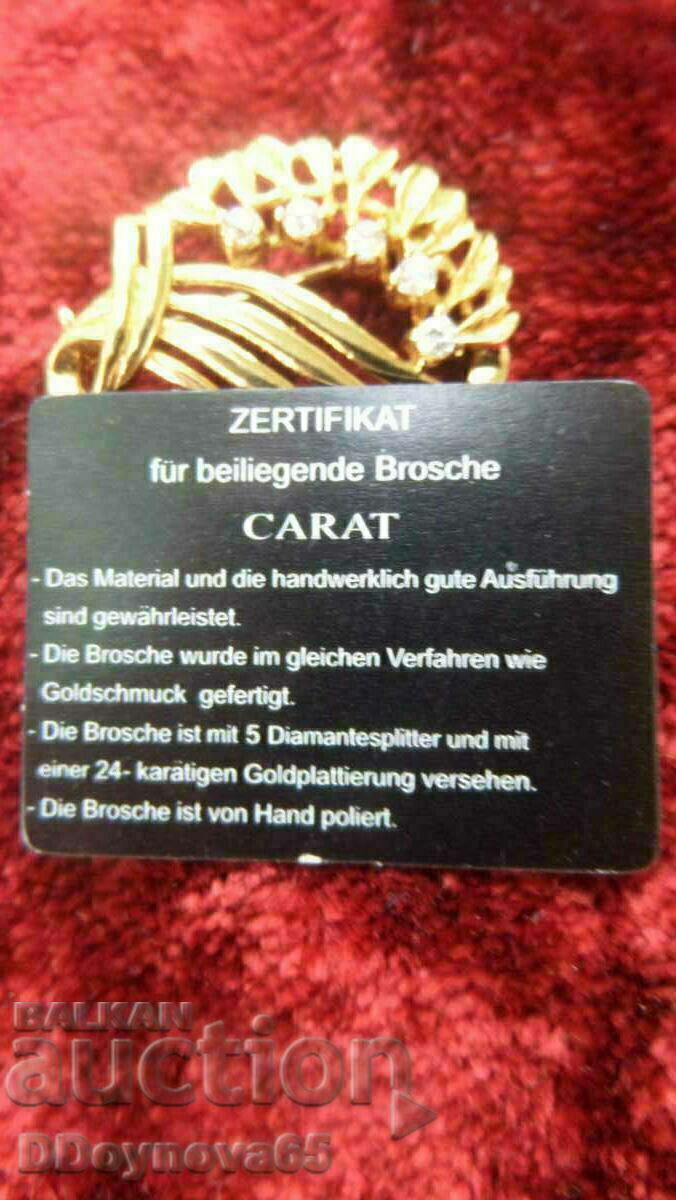 ZERTIFIKAT
für beiliegende Brosche
CARAT
- Das Material und die handwerklich gute Ausführung
sind gewährleistet.
- Die Brosche wurde im gleichen Verfahren wie
Goldschmuck gefertigt.
- Die Brosche ist mit 5 Diamantesplitter und mit
einer 24- karätigen Goldplattierung versehen.
- Die Brosche ist von Hand poliert.
BALKAN
auction
DDoynova65